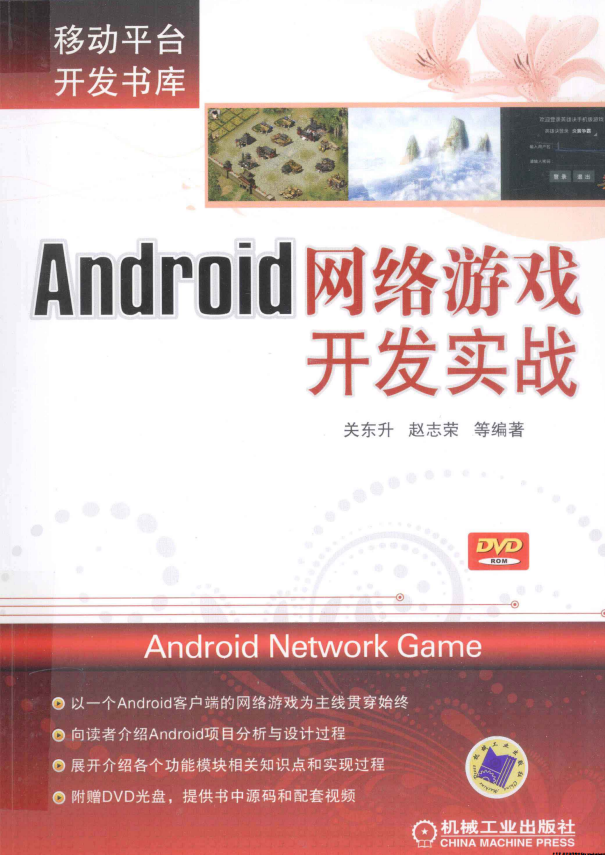 移动平台
开发书库
Android网络游戏
开发实战
关东升 赵志荣 等编著
DVD
ROM
Android Network Game
以一个Android客户端的网络游戏为主线贯穿始终
向读者介绍Android项目分析与设计过程
展开介绍各个功能模块相关知识点和实现过程
附赠DVD光盘，提供书中源码和配套视频
机械工业出版社
CHINA MACHINE PRESS